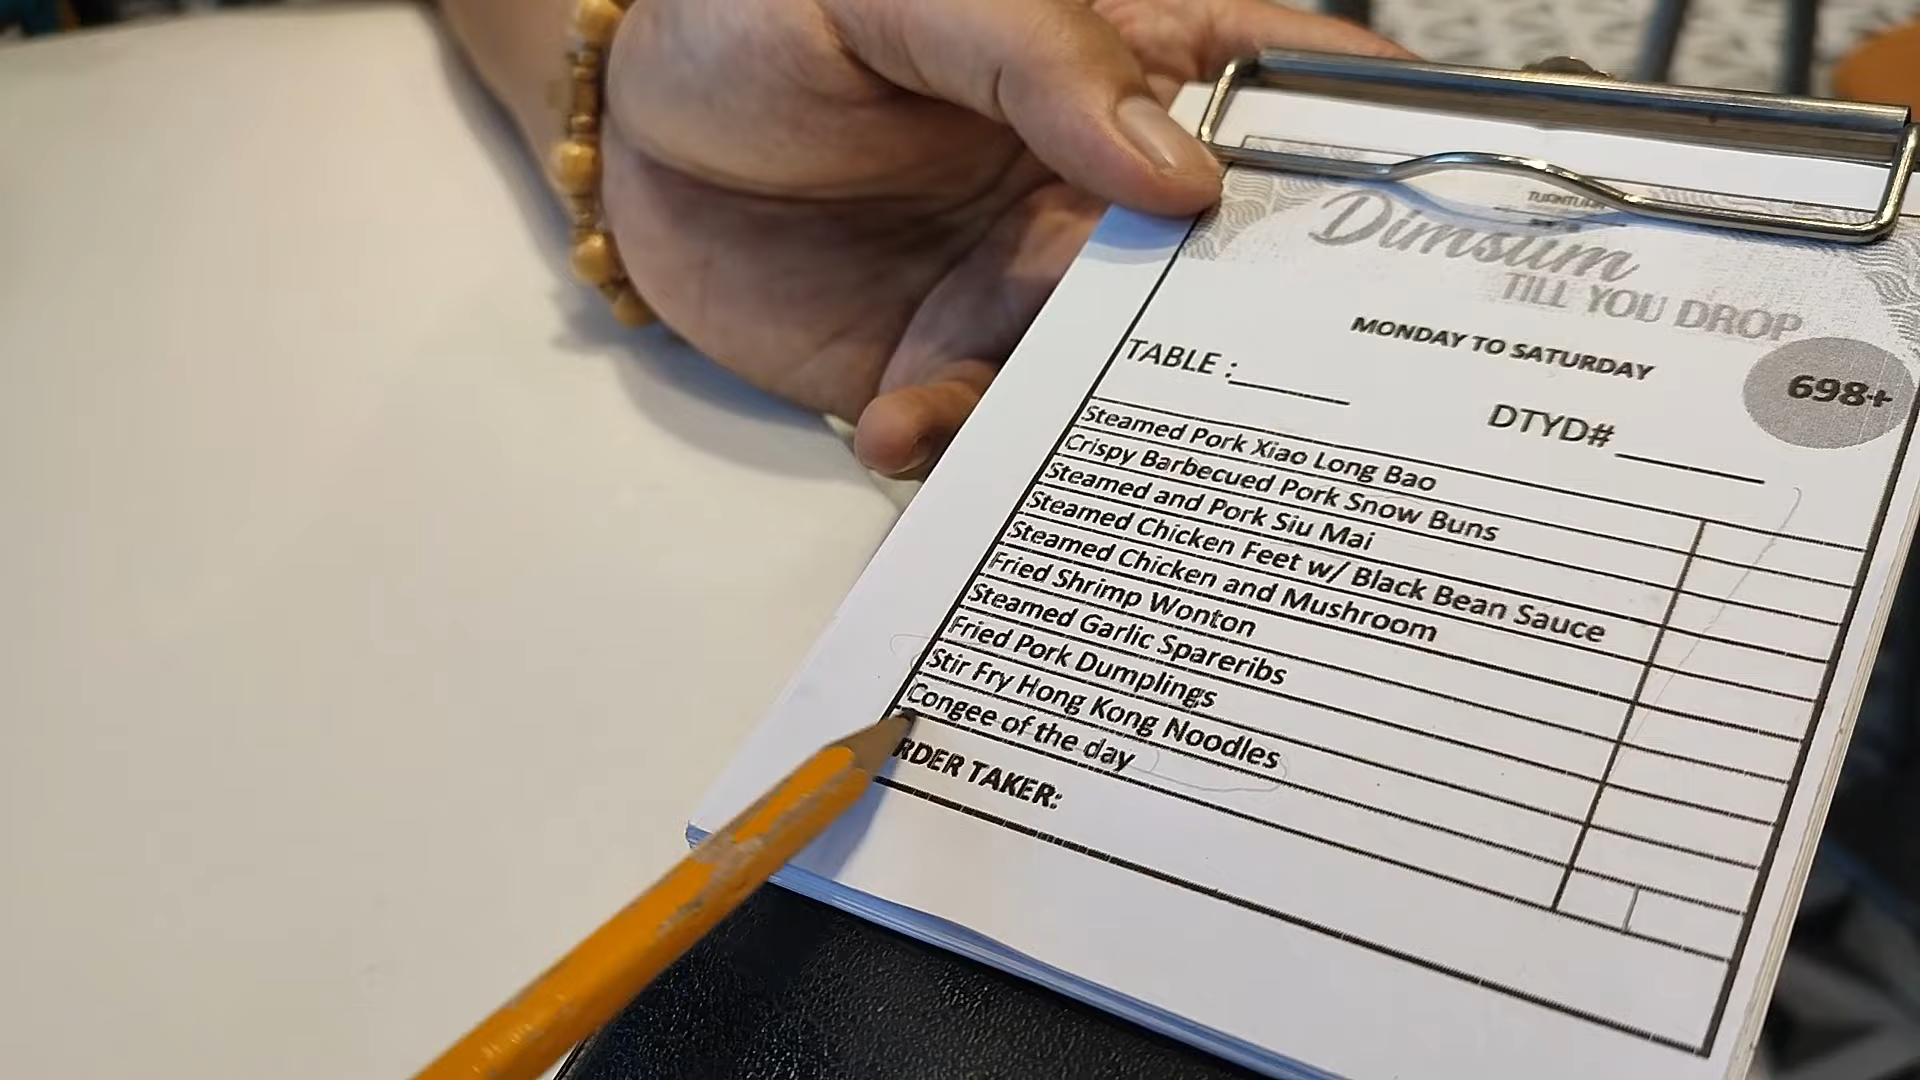 Dimsum
TILL YOU DROP
MONDAY TO SATURDAY
698+
TABLE :______
DTYD# ______
Steamed Pork Xiao Long Bao
Crispy Barbecued Pork Snow Buns
Steamed and Pork Siu Mai
Steamed Chicken Feet w/ Black Bean Sauce
Steamed Chicken and Mushroom
Fried Shrimp Wonton
Steamed Garlic Spareribs
Fried Pork Dumplings
Stir Fry Hong Kong Noodles
Congee of the day
RDER TAKER: